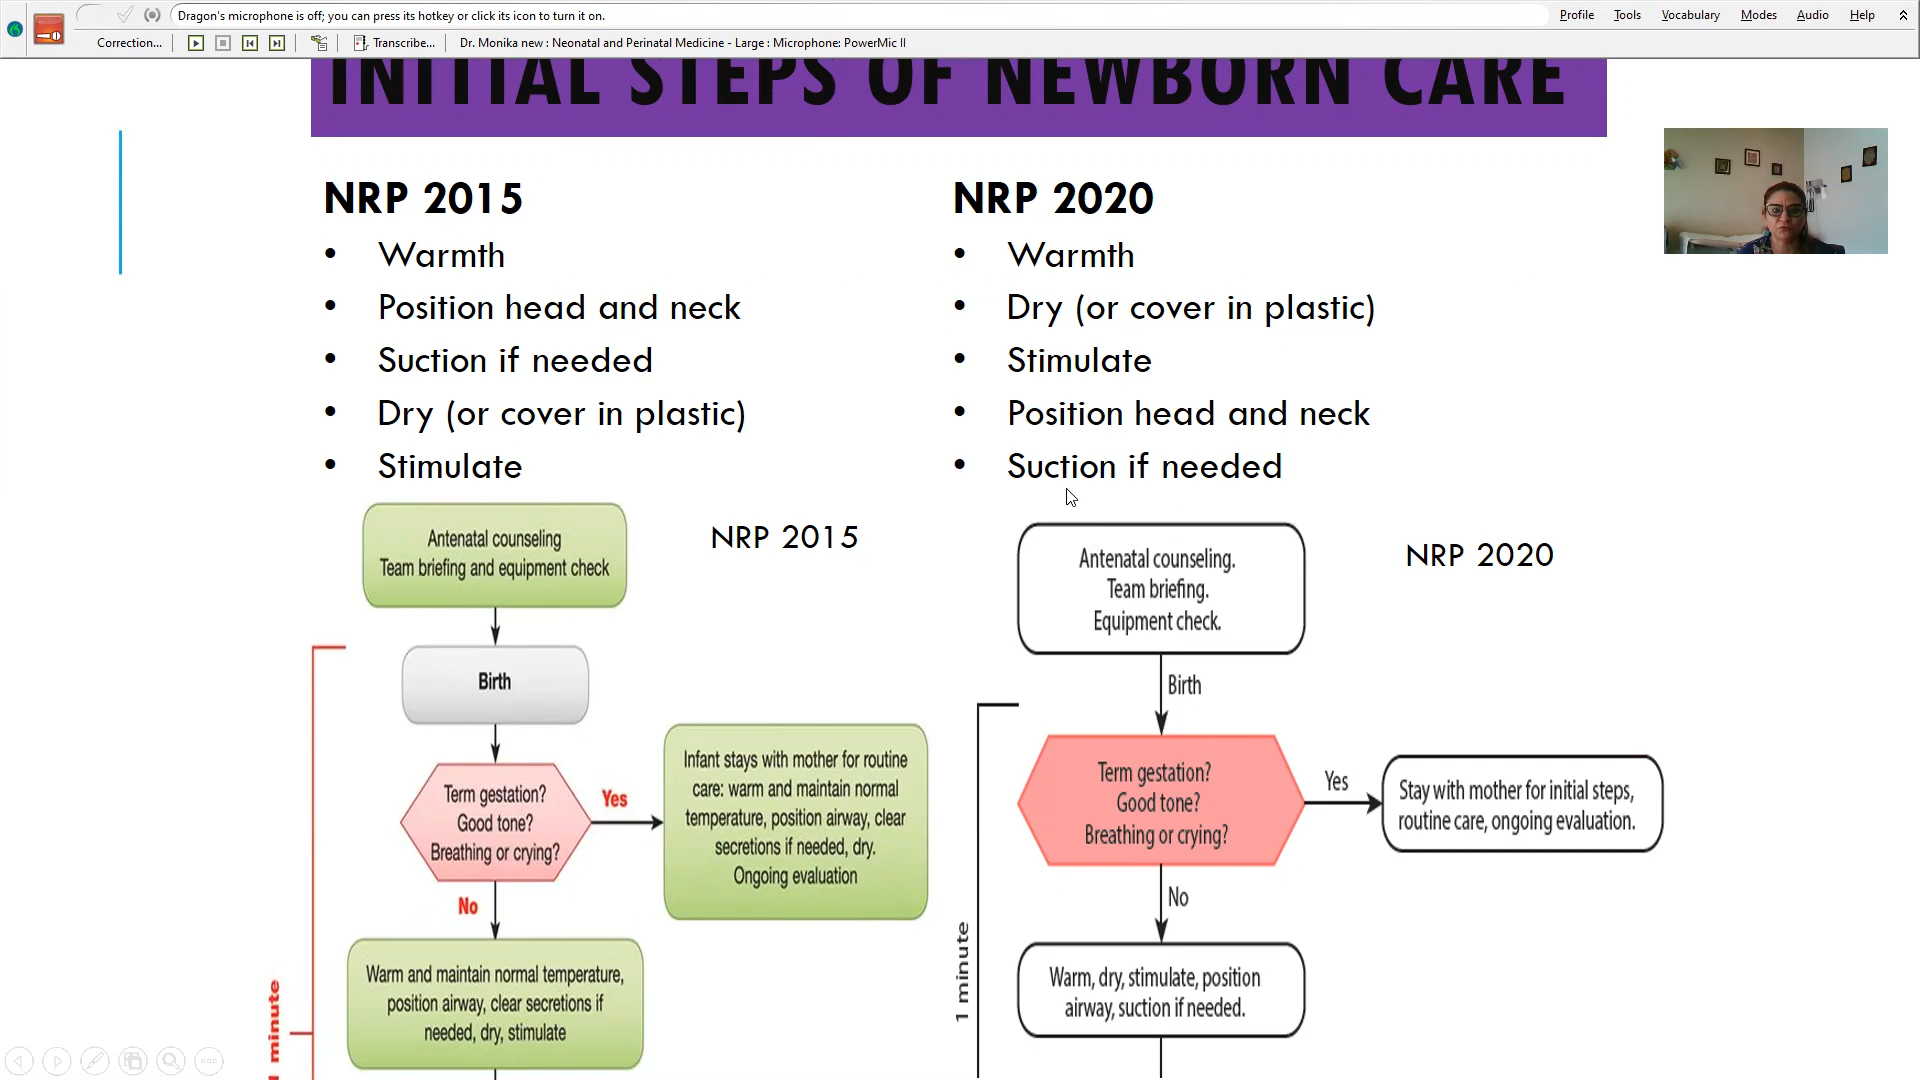 Dragon's microphone is off; you can press its hotkey or click its icon to turn it on.
Profile Tools Vocabulary Modes Audio Help
Correction... Transcribe... Dr. Monika new : Neonatal and Perinatal Medicine - Large : Microphone: PowerMic II
INITIAL STEPS OF NEWBORN CARE
NRP 2015
• Warmth
• Position head and neck
• Suction if needed
• Dry (or cover in plastic)
• Stimulate
NRP 2020
• Warmth
• Dry (or cover in plastic)
• Stimulate
• Position head and neck
• Suction if needed
NRP 2015
Antenatal counseling
Team briefing and equipment check
Birth
Term gestation?
Good tone?
Breathing or crying?
Yes
Infant stays with mother for routine
care: warm and maintain normal
temperature, position airway, clear
secretions if needed, dry.
Ongoing evaluation
No
Warm and maintain normal temperature,
position airway, clear secretions if
needed, dry, stimulate
1 minute
NRP 2020
Antenatal counseling.
Team briefing.
Equipment check.
Birth
Term gestation?
Good tone?
Breathing or crying?
Yes
Stay with mother for initial steps,
routine care, ongoing evaluation.
No
Warm, dry, stimulate, position
airway, suction if needed.
1 minute